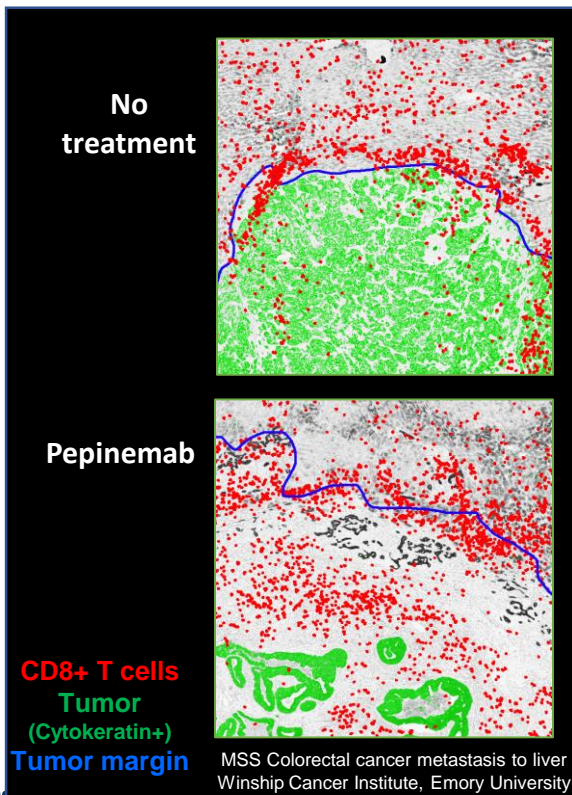 No
treatment
Pepinemab
CD8+ T cells
Tumor
(Cytokeratin+)
Tumor margin
MSS Colorectal cancer metastasis to liver
Winship Cancer Institute, Emory University